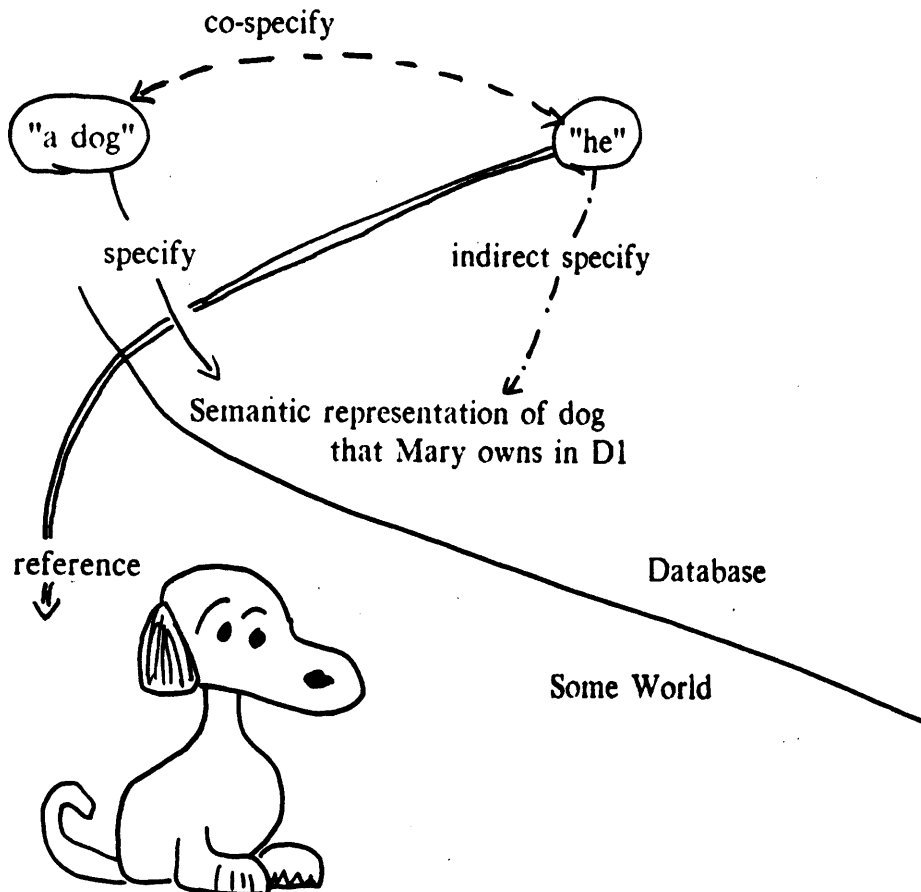 co-specify
"a dog"
"he"
specify
indirect specify
Semantic representation of dog
that Mary owns in D1
reference
Database
Some World